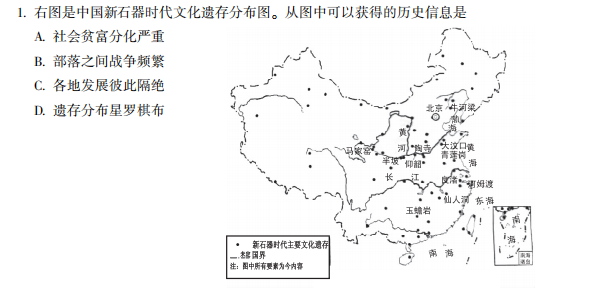 1. 右图是中国新石器时代文化遗存分布图。从图中可以获得的历史信息是
A. 社会贫富分化严重
B. 部落之间战争频繁
C. 各地发展彼此隔绝
D. 遗存分布星罗棋布
北京 牛河梁
渤
海
黄
河
马家窑
陶寺
大汶口
黄
海
半坡
仰韶
青莲岗
长 江
良渚
河姆渡
仙人洞
东海
玉蟾岩
南 海
南
海
南海
诸岛
• 新石器时代主要文化遗存
国界
注：图中所有要素为今内容